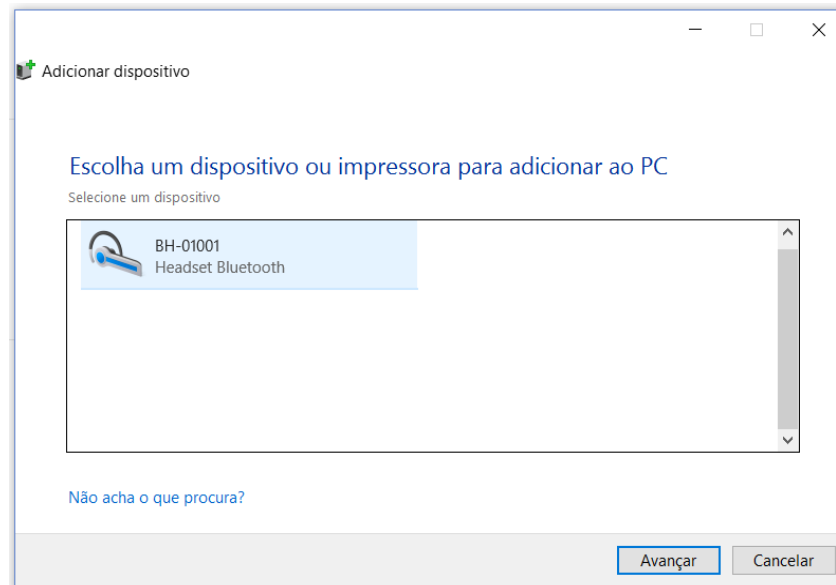 Adicionar dispositivo
Escolha um dispositivo ou impressora para adicionar ao PC
Selecione um dispositivo
BH-01001
Headset Bluetooth
Não acha o que procura?
Avançar
Cancelar